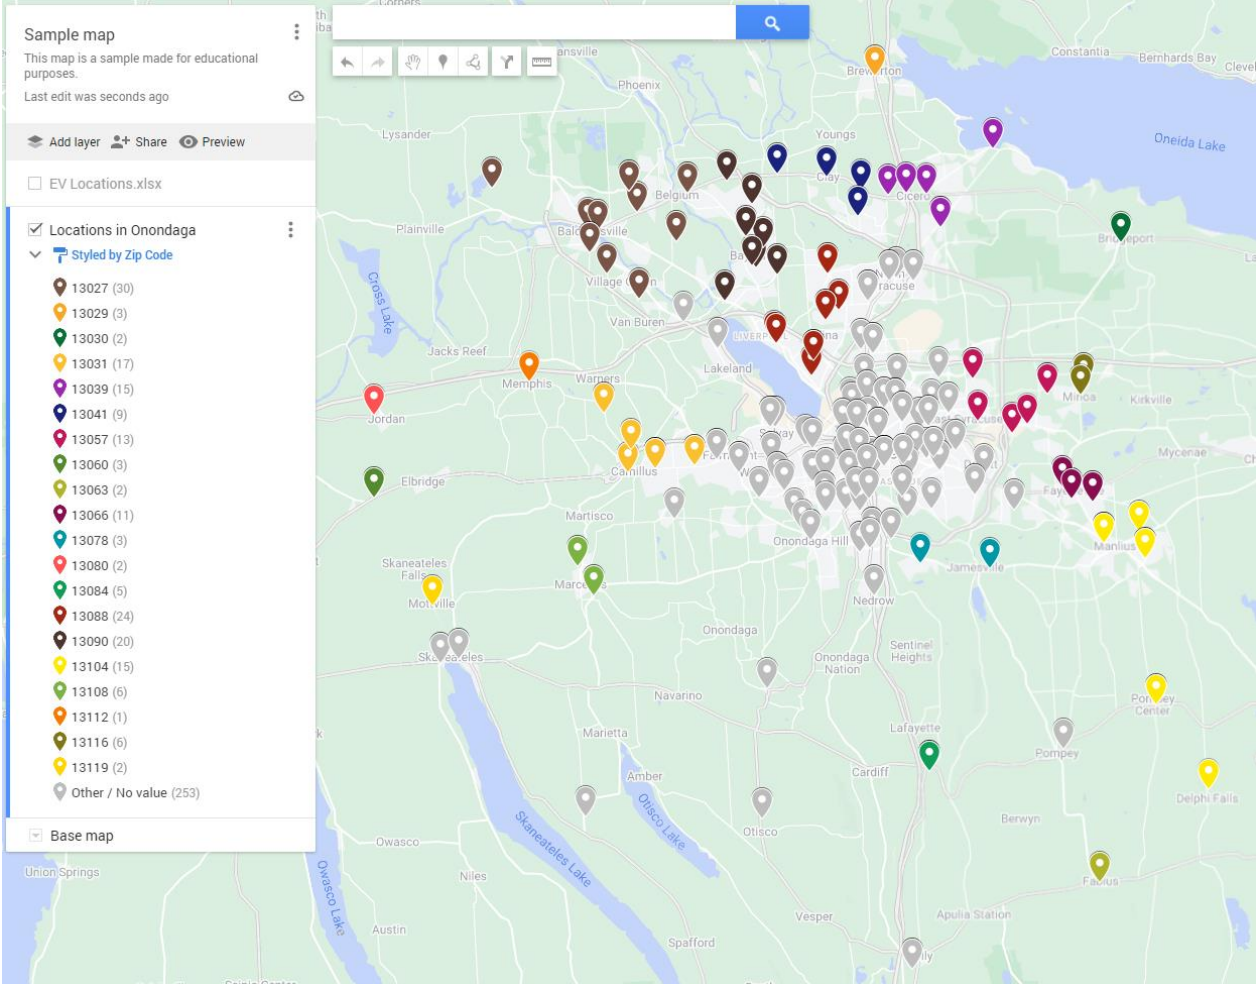 Sample map
This map is a sample made for educational
purposes.
Last edit was seconds ago
Add layer Share Preview
EV Locations.xlsx
Locations in Onondaga
Styled by Zip Code
13027 (30)
13029 (3)
13030 (2)
13031 (17)
13039 (15)
13041 (9)
13057 (13)
13060 (3)
13063 (2)
13066 (11)
13078 (3)
13080 (2)
13084 (5)
13088 (24)
13090 (20)
13104 (15)
13108 (6)
13112 (1)
13116 (6)
13119 (2)
Other / No value (253)
Base map
Constantia
Bernhards Bay
Phoenix
Lysander
Youngs
Oneida Lake
Clay
Belgium
Cicero
Plainville
Cross Lake
Van Buren
Jacks Reef
Lakeland
Memphis
Warners
Minoa
Kirkville
Jordan
Camillus
Mycenae
Elbridge
Martisco
Onondaga Hill
Manlius
Jamesville
Skaneateles
Falls
Nedrow
Onondaga
Sentinel
Heights
Onondaga
Nation
Navarino
Center
Lafayette
Marietta
Pompey
Amber
Cardiff
Delphi Falls
Otisco Lake
Berwyn
Skaneateles Lake
Otisco
Owasco
Union Springs
Owasco Lake
Niles
Apulia Station
Vesper
Austin
Spafford